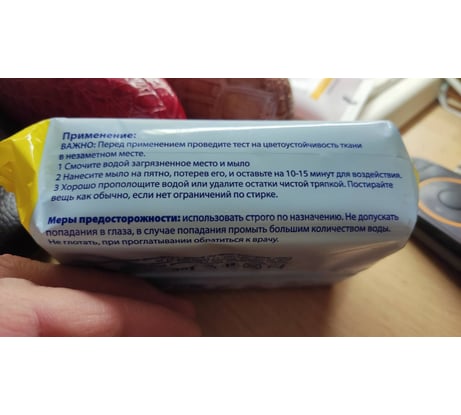 Применение:
ВАЖНО: Перед применением проведите тест на цветоустойчивость ткани
в незаметном месте.
1 Смочите водой загрязненное место и мыло
2 Нанесите мыло на пятно, потерев его, и оставьте на 10-15 минут для воздействия.
3 Хорошо прополощите водой или удалите остатки чистой тряпкой. Постирайте
вещь как обычно, если нет ограничений по стирке.
Меры предосторожности: использовать строго по назначению. Не допускать
попадания в глаза, в случае попадания промыть большим количеством воды.
Не глотать, при проглатывании обратиться к врачу.